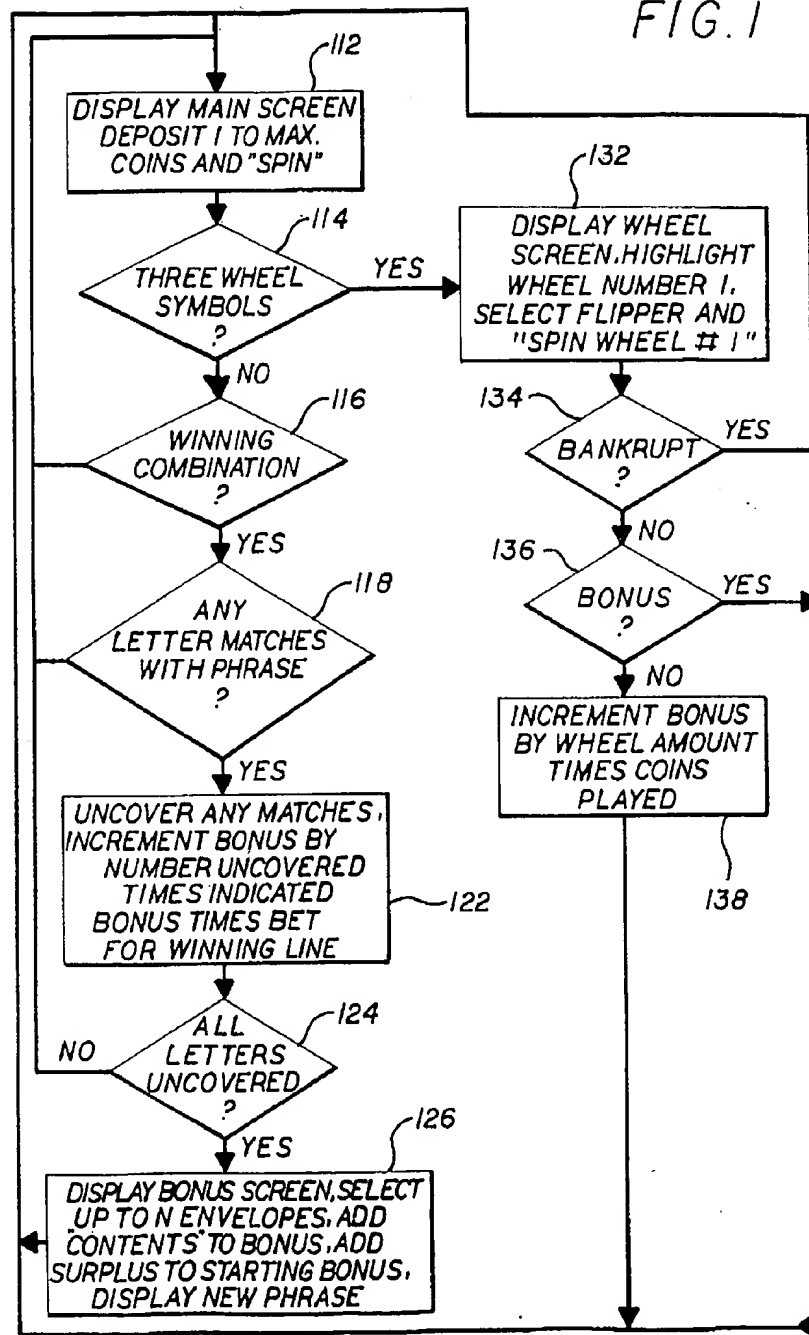 FIG. 1
112
DISPLAY MAIN SCREEN
DEPOSIT 1 TO MAX.
COINS AND "SPIN"
114
THREE WHEEL
SYMBOLS
?
YES
NO
116
WINNING
COMBINATION
?
YES
118
ANY
LETTER MATCHES
WITH PHRASE
?
YES
UNCOVER ANY MATCHES,
INCREMENT BONUS BY
NUMBER UNCOVERED
TIMES INDICATED
BONUS TIMES BET
FOR WINNING LINE
122
124
ALL
LETTERS
UNCOVERED
?
NO
YES
126
DISPLAY BONUS SCREEN, SELECT
UP TO N ENVELOPES, ADD
"CONTENTS" TO BONUS, ADD
SURPLUS TO STARTING BONUS,
DISPLAY NEW PHRASE
132
DISPLAY WHEEL
SCREEN, HIGHLIGHT
WHEEL NUMBER 1,
SELECT FLIPPER AND
"SPIN WHEEL # 1"
134
BANKRUPT
?
YES
NO
136
BONUS
?
YES
NO
INCREMENT BONUS
BY WHEEL AMOUNT
TIMES COINS
PLAYED
138